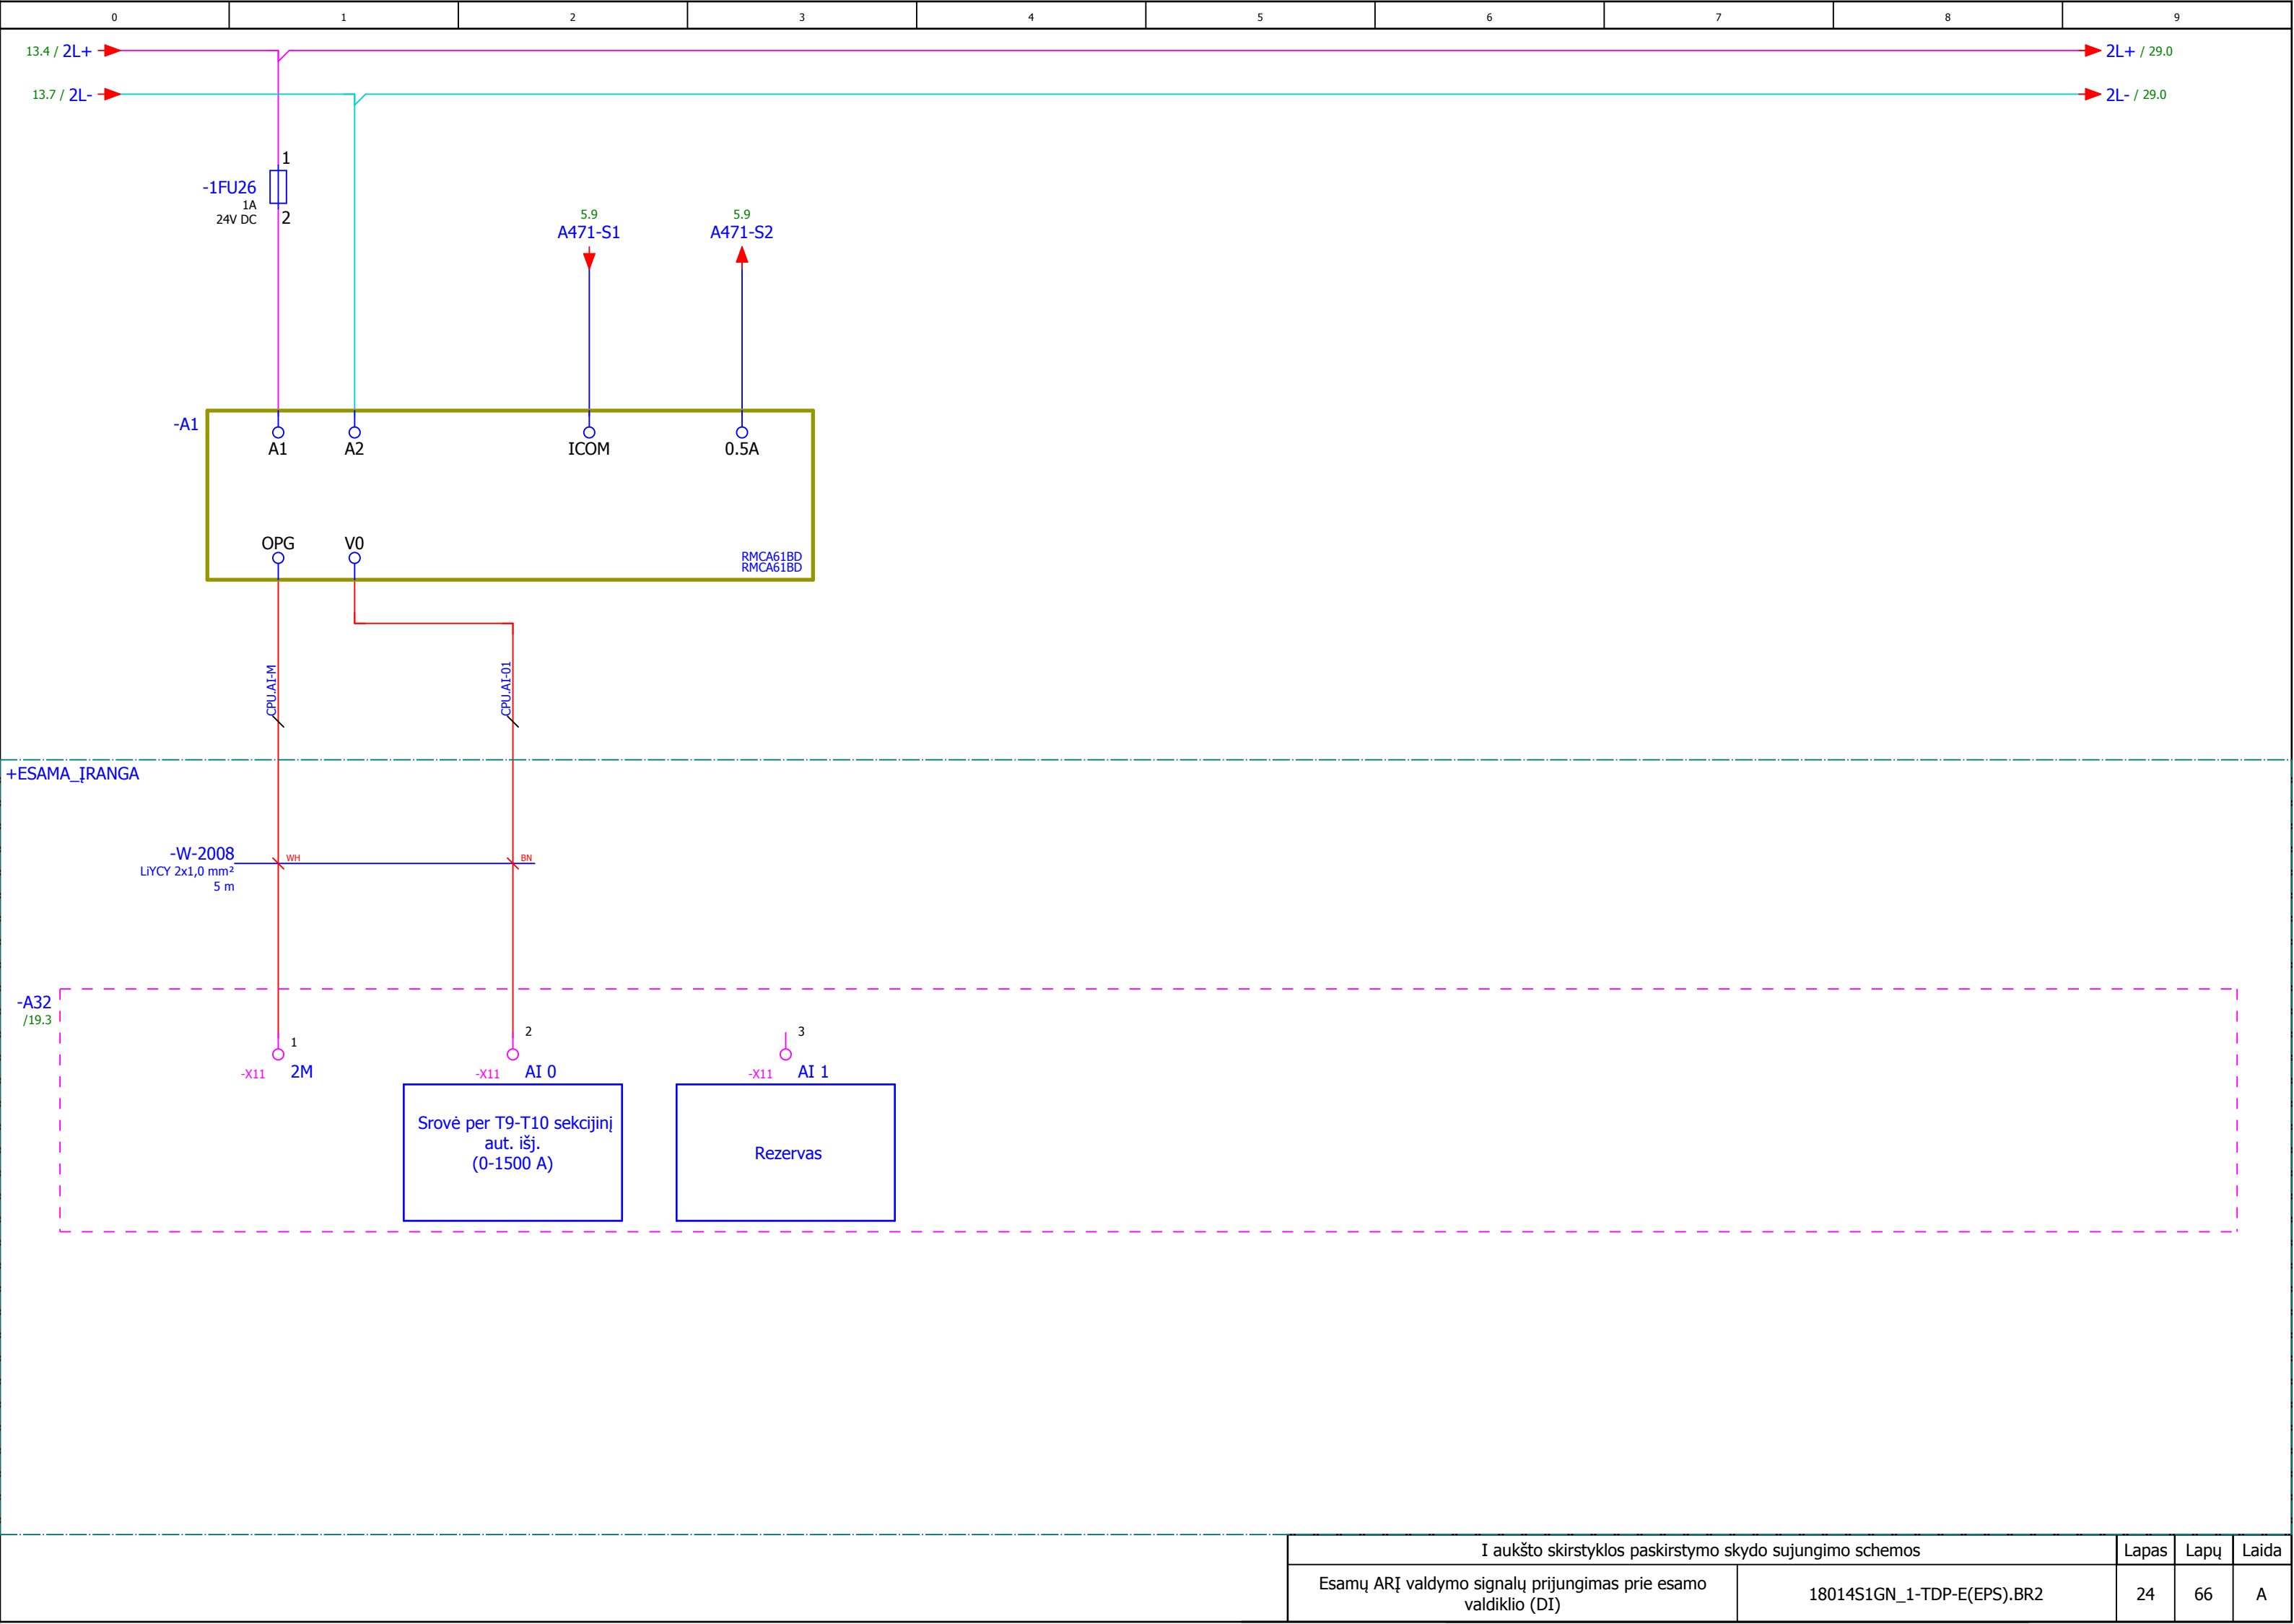 0 1 2 3 4 5 6 7 8 9
13.4 / 2L+
2L+ / 29.0
13.7 / 2L-
2L- / 29.0
1
-1FU26
1A
24V DC
2
5.9
A471-S1
5.9
A471-S2
-A1
A1
A2
ICOM
0.5A
OPG
V0
RMCA61BD
RMCA61BD
CPU.AI-M
CPU.AI-01
+ESAMA_ĮRANGA
-W-2008
LiYCY 2x1,0 mm²
5 m
WH
BN
-A32
/19.3
1
-X11
2M
2
-X11
AI 0
3
-X11
AI 1
Srovė per T9-T10 sekcijinį
aut. išj.
(0-1500 A)
Rezervas
I aukšto skirstyklos paskirstymo skydo sujungimo schemos
Lapas
Lapų
Laida
Esamų ARĮ valdymo signalų prijungimas prie esamo
valdiklio (DI)
18014S1GN_1-TDP-E(EPS).BR2
24
66
A